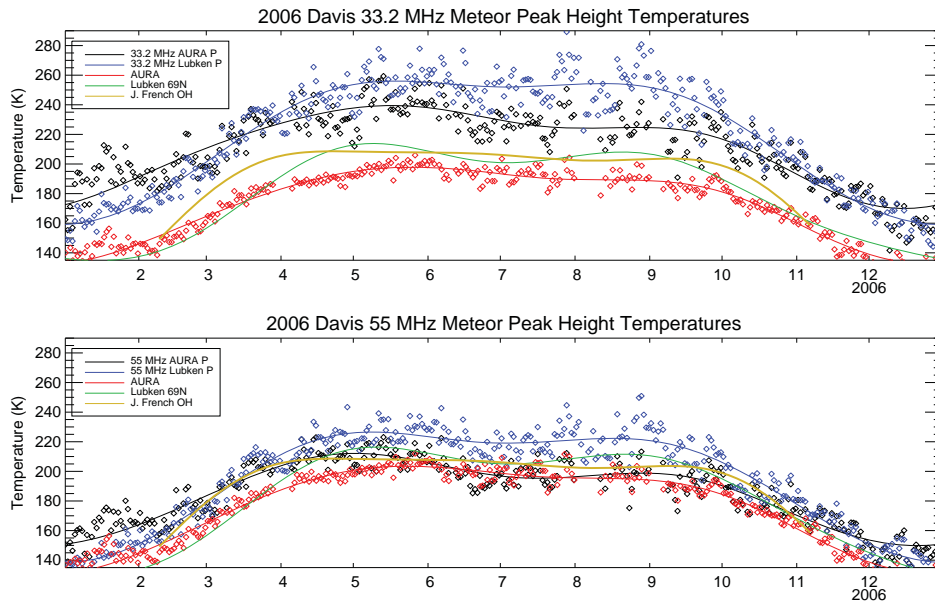 2006 Davis 33.2 MHz Meteor Peak Height Temperatures
280
260
240
220
200
180
160
140
Temperature (K)
33.2 MHz AURA P
33.2 MHz Lubken P
AURA
Lubken 69N
J. French OH
2 3 4 5 6 7 8 9 10 11 12
2006
2006 Davis 55 MHz Meteor Peak Height Temperatures
280
260
240
220
200
180
160
140
Temperature (K)
55 MHz AURA P
55 MHz Lubken P
AURA
Lubken 69N
J. French OH
2 3 4 5 6 7 8 9 10 11 12
2006